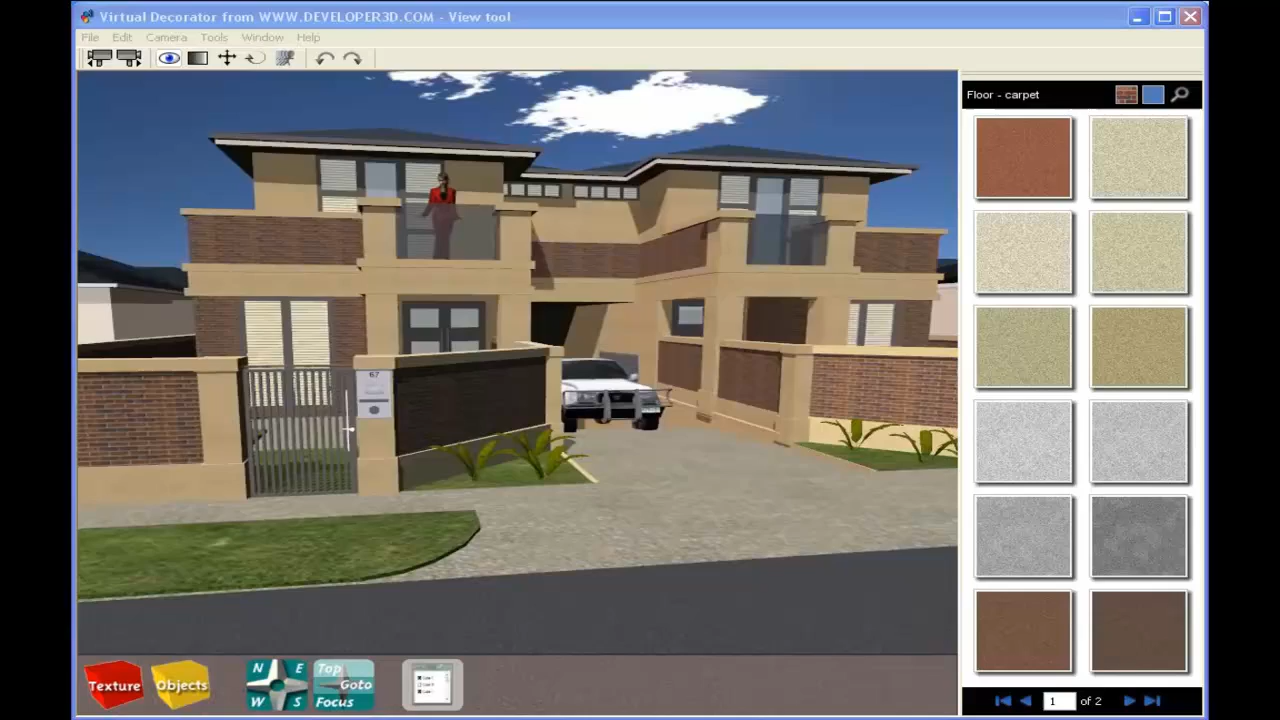 Virtual Decorator from WWW.DEVELOPER3D.COM - View tool
File Edit Camera Tools Window Help
Floor - carpet
67
Texture
Objects
N E
W S
Top
Goto
Focus
1 of 2